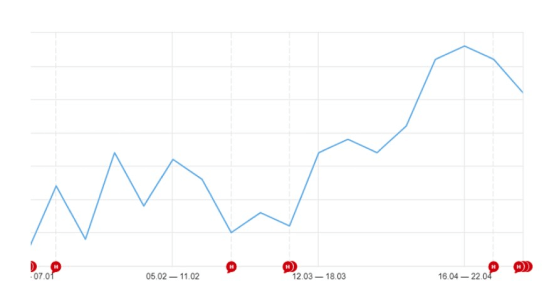 н н н н н
- 07.01 05.02 — 11.02 12.03 — 18.03 16.04 — 22.04